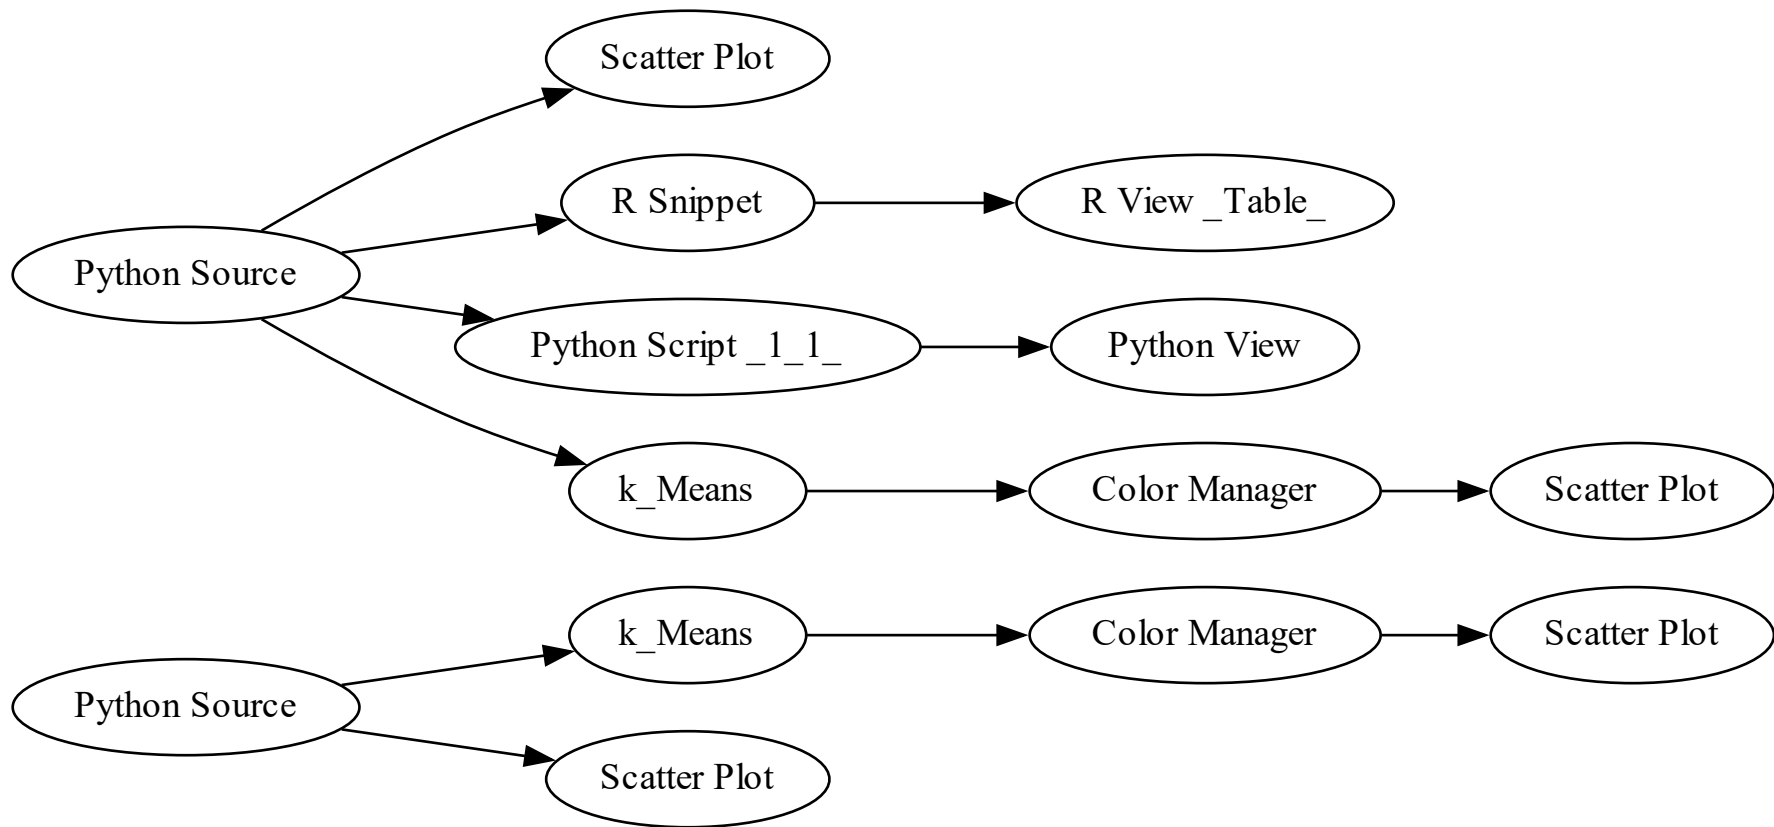 Scatter Plot
R Snippet
R View _Table_
Python Source
Python Script _1_1_
Python View
k_Means
Color Manager
Scatter Plot
k_Means
Color Manager
Scatter Plot
Python Source
Scatter Plot